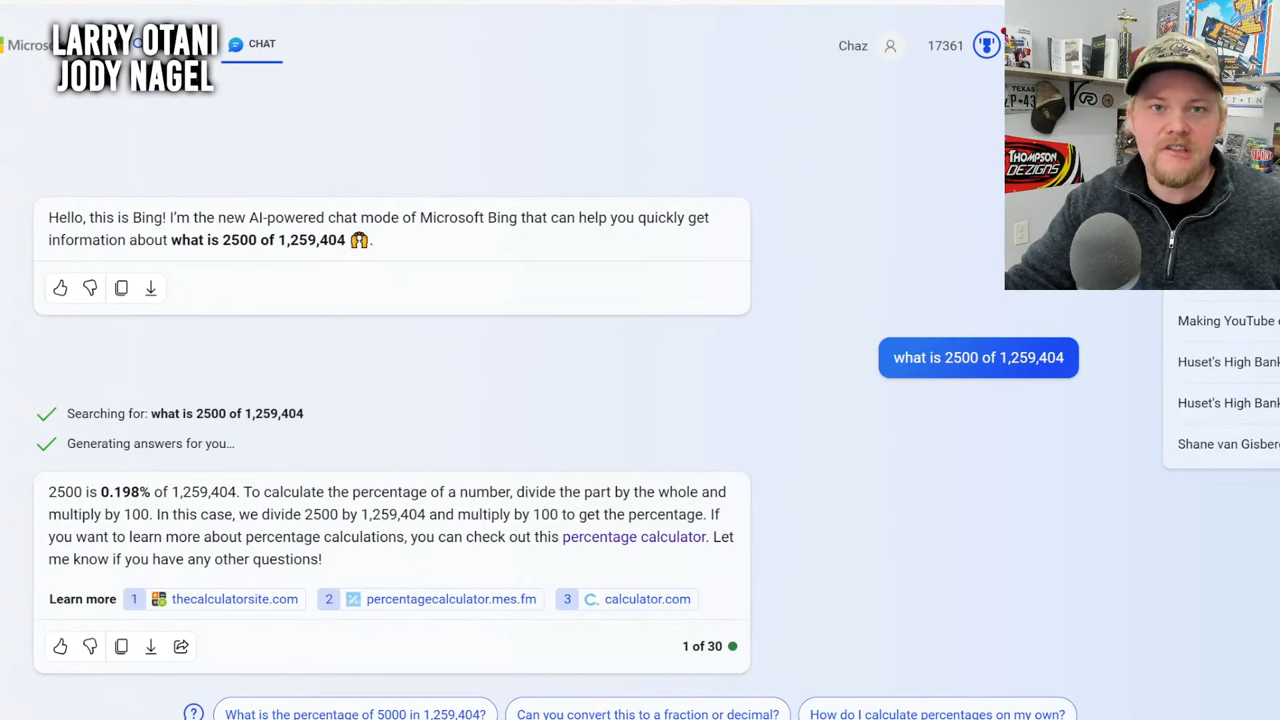 LARRY OTANI
JODY NAGEL
CHAT
Chaz
17361
TEXAS
THOMPSON
DEZIGNS
Hello, this is Bing! I'm the new AI-powered chat mode of Microsoft Bing that can help you quickly get
information about what is 2500 of 1,259,404 🙌.
what is 2500 of 1,259,404
Searching for: what is 2500 of 1,259,404
Generating answers for you...
2500 is 0.198% of 1,259,404. To calculate the percentage of a number, divide the part by the whole and
multiply by 100. In this case, we divide 2500 by 1,259,404 and multiply by 100 to get the percentage. If
you want to learn more about percentage calculations, you can check out this percentage calculator. Let
me know if you have any other questions!
Learn more 1 thecalculatorsite.com 2 percentagecalculator.mes.fm 3 calculator.com
1 of 30
What is the percentage of 5000 in 1,259,404?
Can you convert this to a fraction or decimal?
How do I calculate percentages on my own?
Making YouTube
Huset's High Bank
Huset's High Bank
Shane van Gisberg